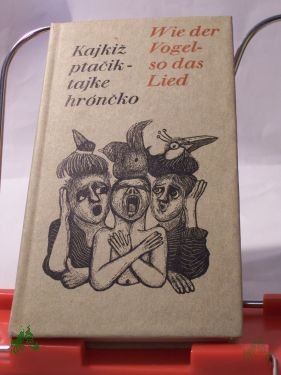 Kajkiž
ptačik-
tajke
hrónčko
Wie der
Vogel-
so das
Lied